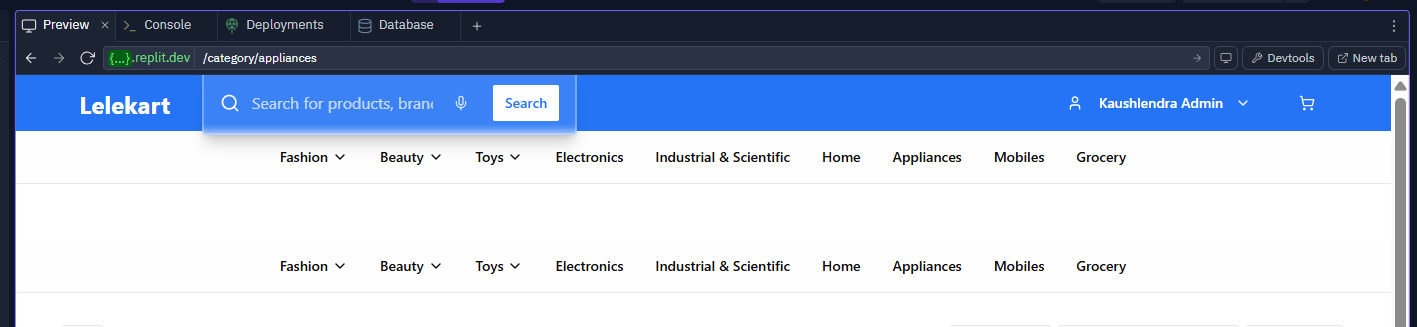 Preview Console Deployments Database
{...}.replit.dev /category/appliances Devtools New tab
Lelekart Search for products, bran Search Kaushlendra Admin
Fashion Beauty Toys Electronics Industrial & Scientific Home Appliances Mobiles Grocery
Fashion Beauty Toys Electronics Industrial & Scientific Home Appliances Mobiles Grocery